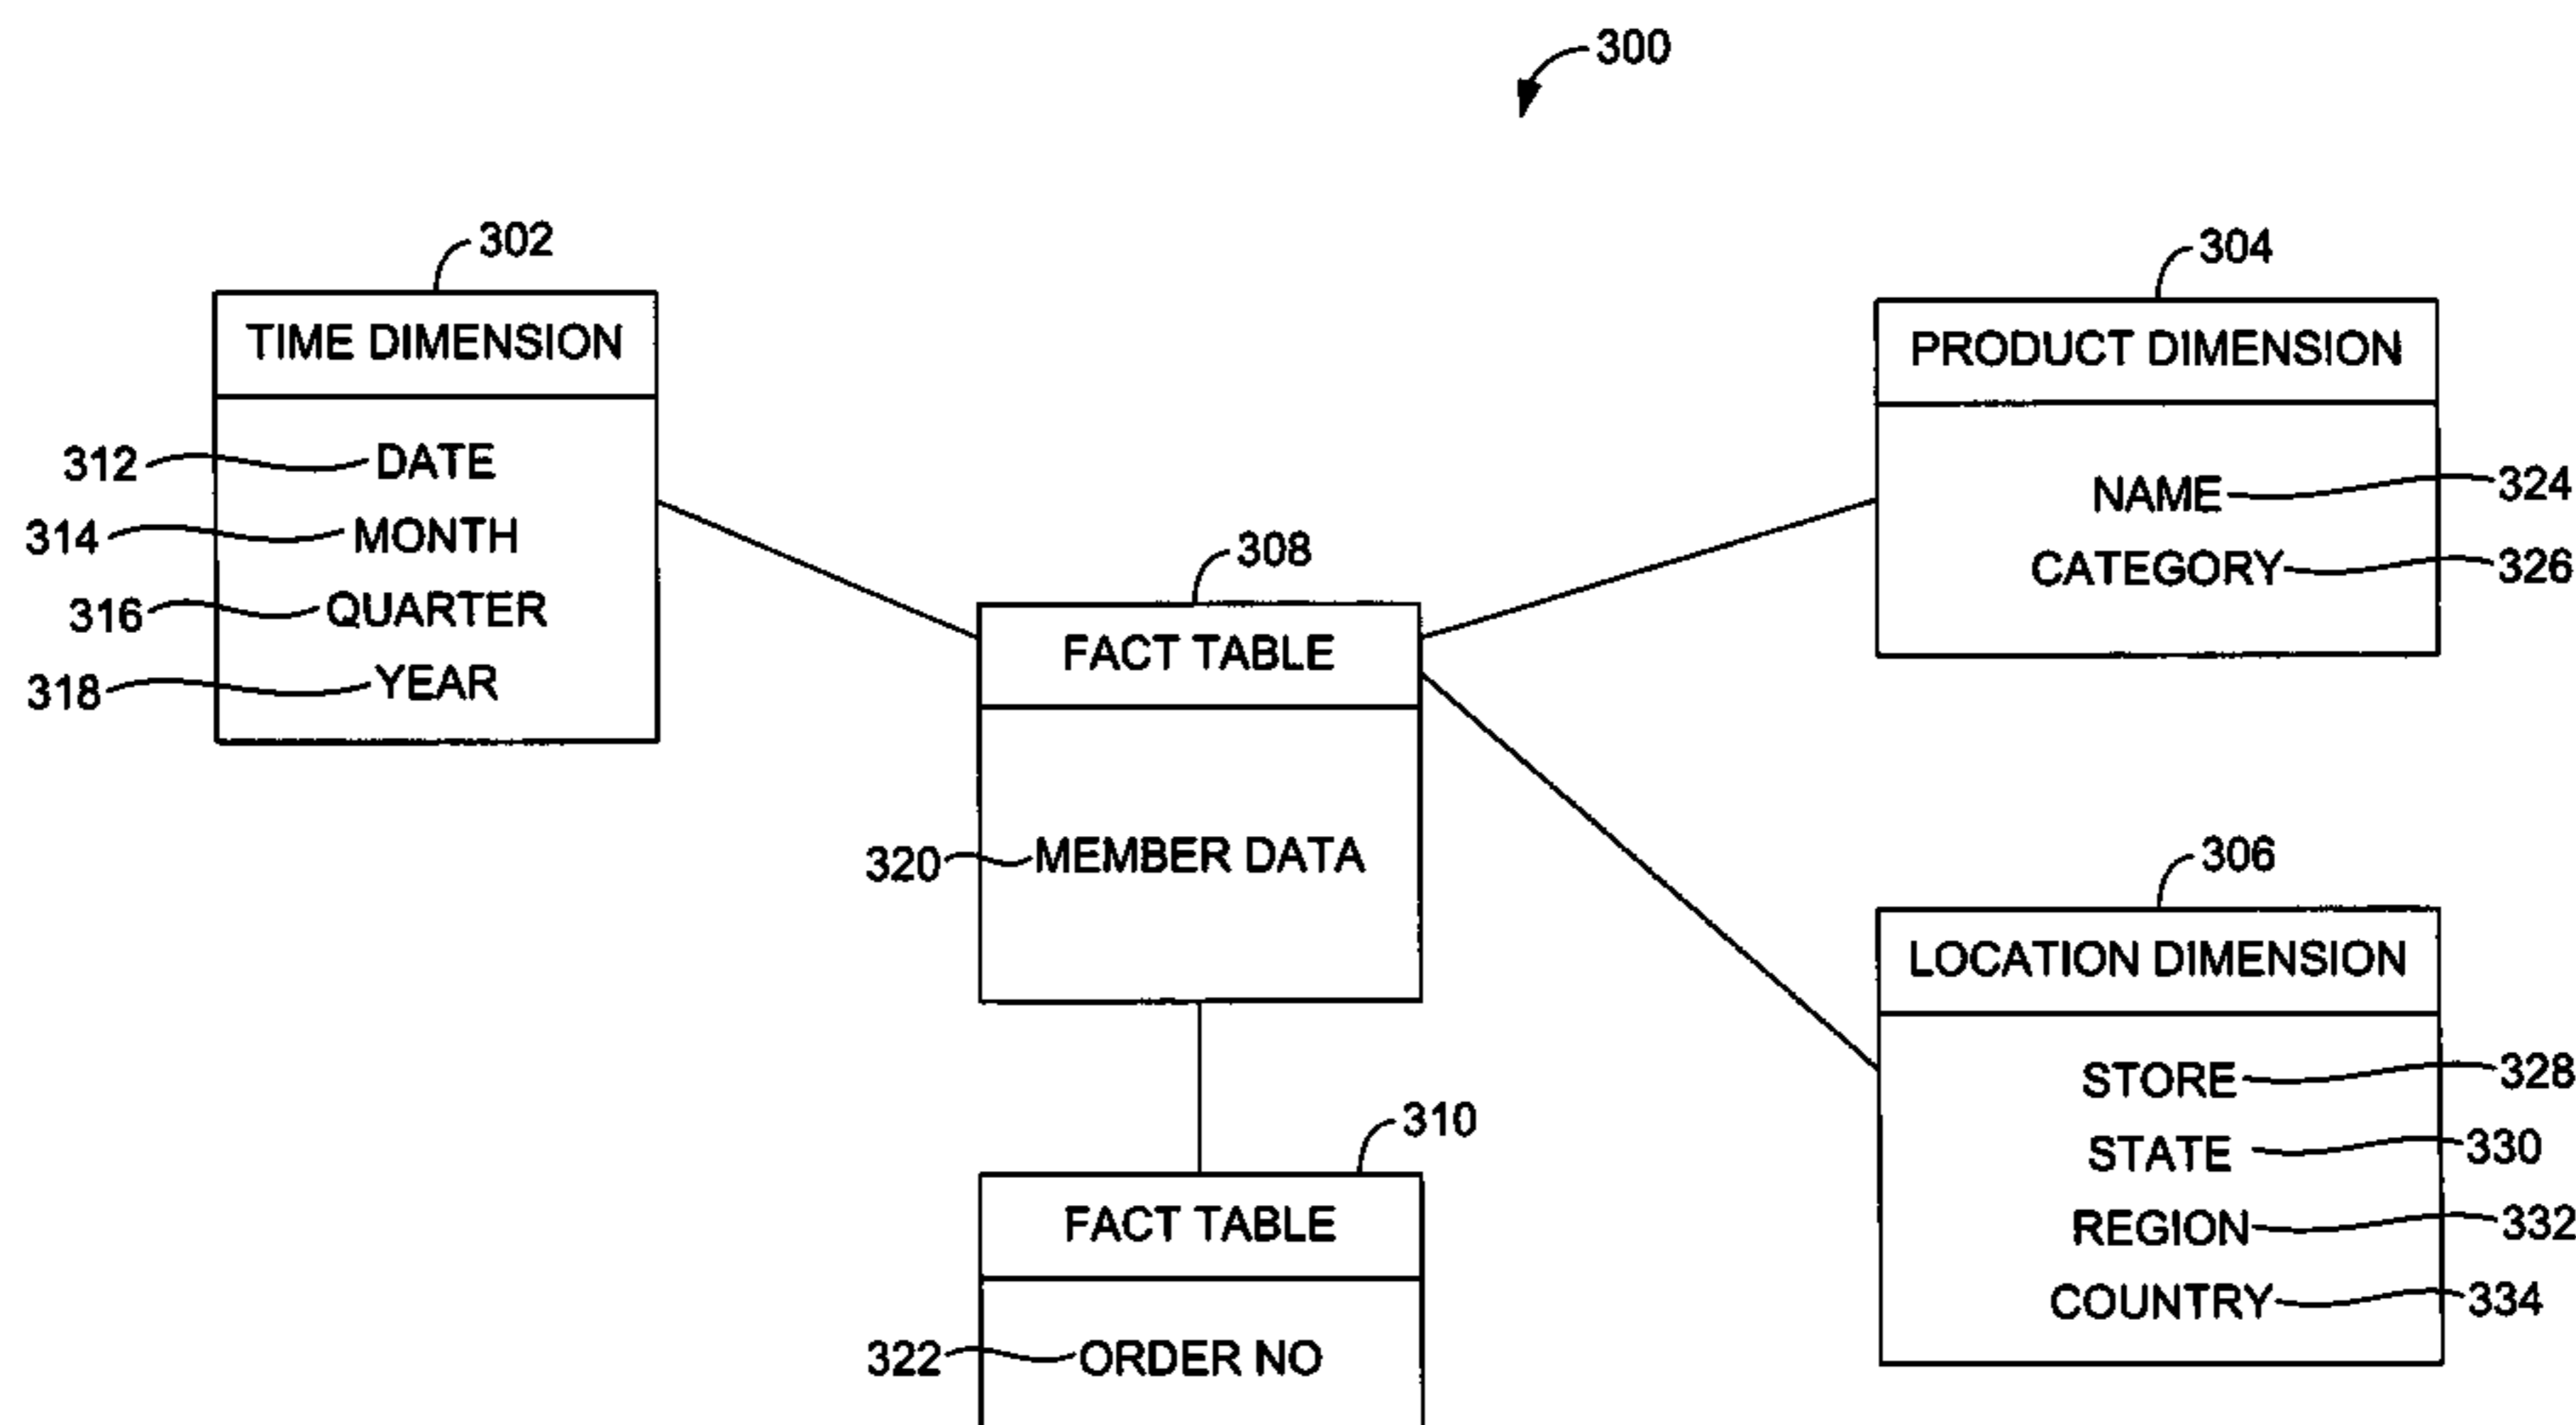 300
302
TIME DIMENSION
312 DATE
314 MONTH
316 QUARTER
318 YEAR
304
PRODUCT DIMENSION
NAME 324
CATEGORY 326
308
FACT TABLE
320 MEMBER DATA
306
LOCATION DIMENSION
STORE 328
STATE 330
REGION 332
COUNTRY 334
310
FACT TABLE
322 ORDER NO